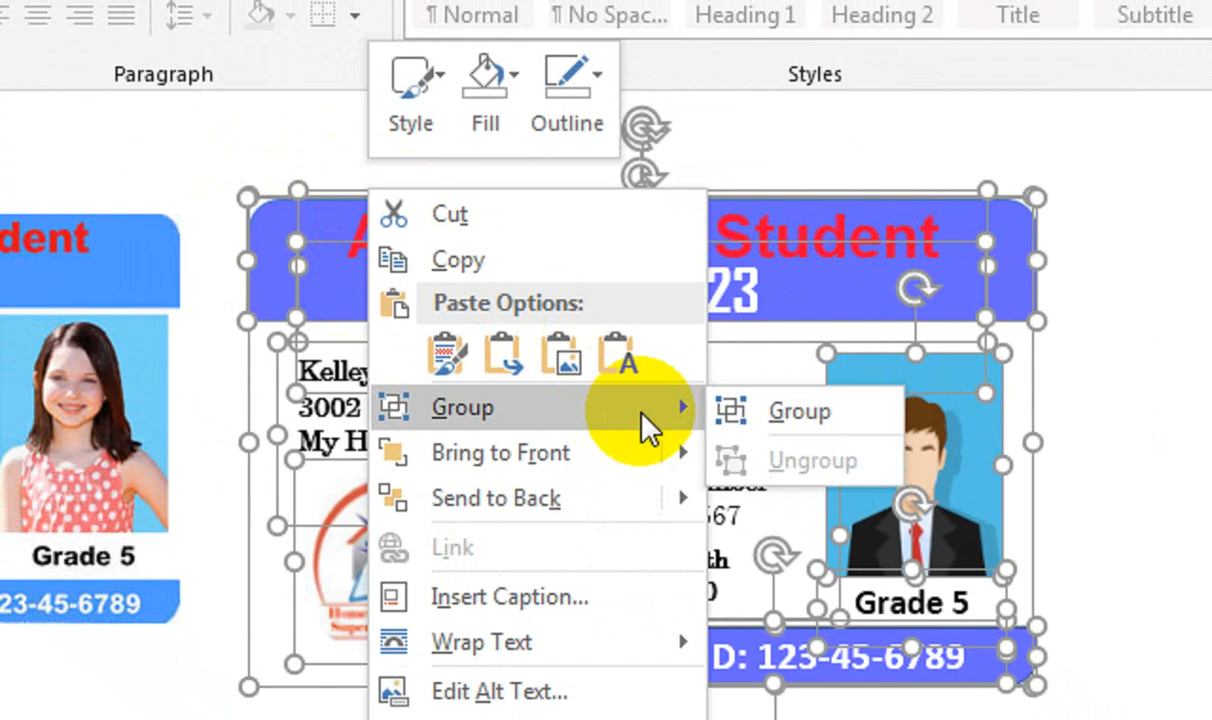 ¶ Normal
¶ No Spac...
Heading 1
Heading 2
Title
Subtitle
Paragraph
Styles
Style
Fill
Outline
dent
Student
23
Cut
Copy
Paste Options:
Group
Bring to Front
Send to Back
Link
Insert Caption...
Wrap Text
Edit Alt Text...
Group
Ungroup
Kelley
3002
My H
567
th
Grade 5
23-45-6789
Grade 5
D: 123-45-6789